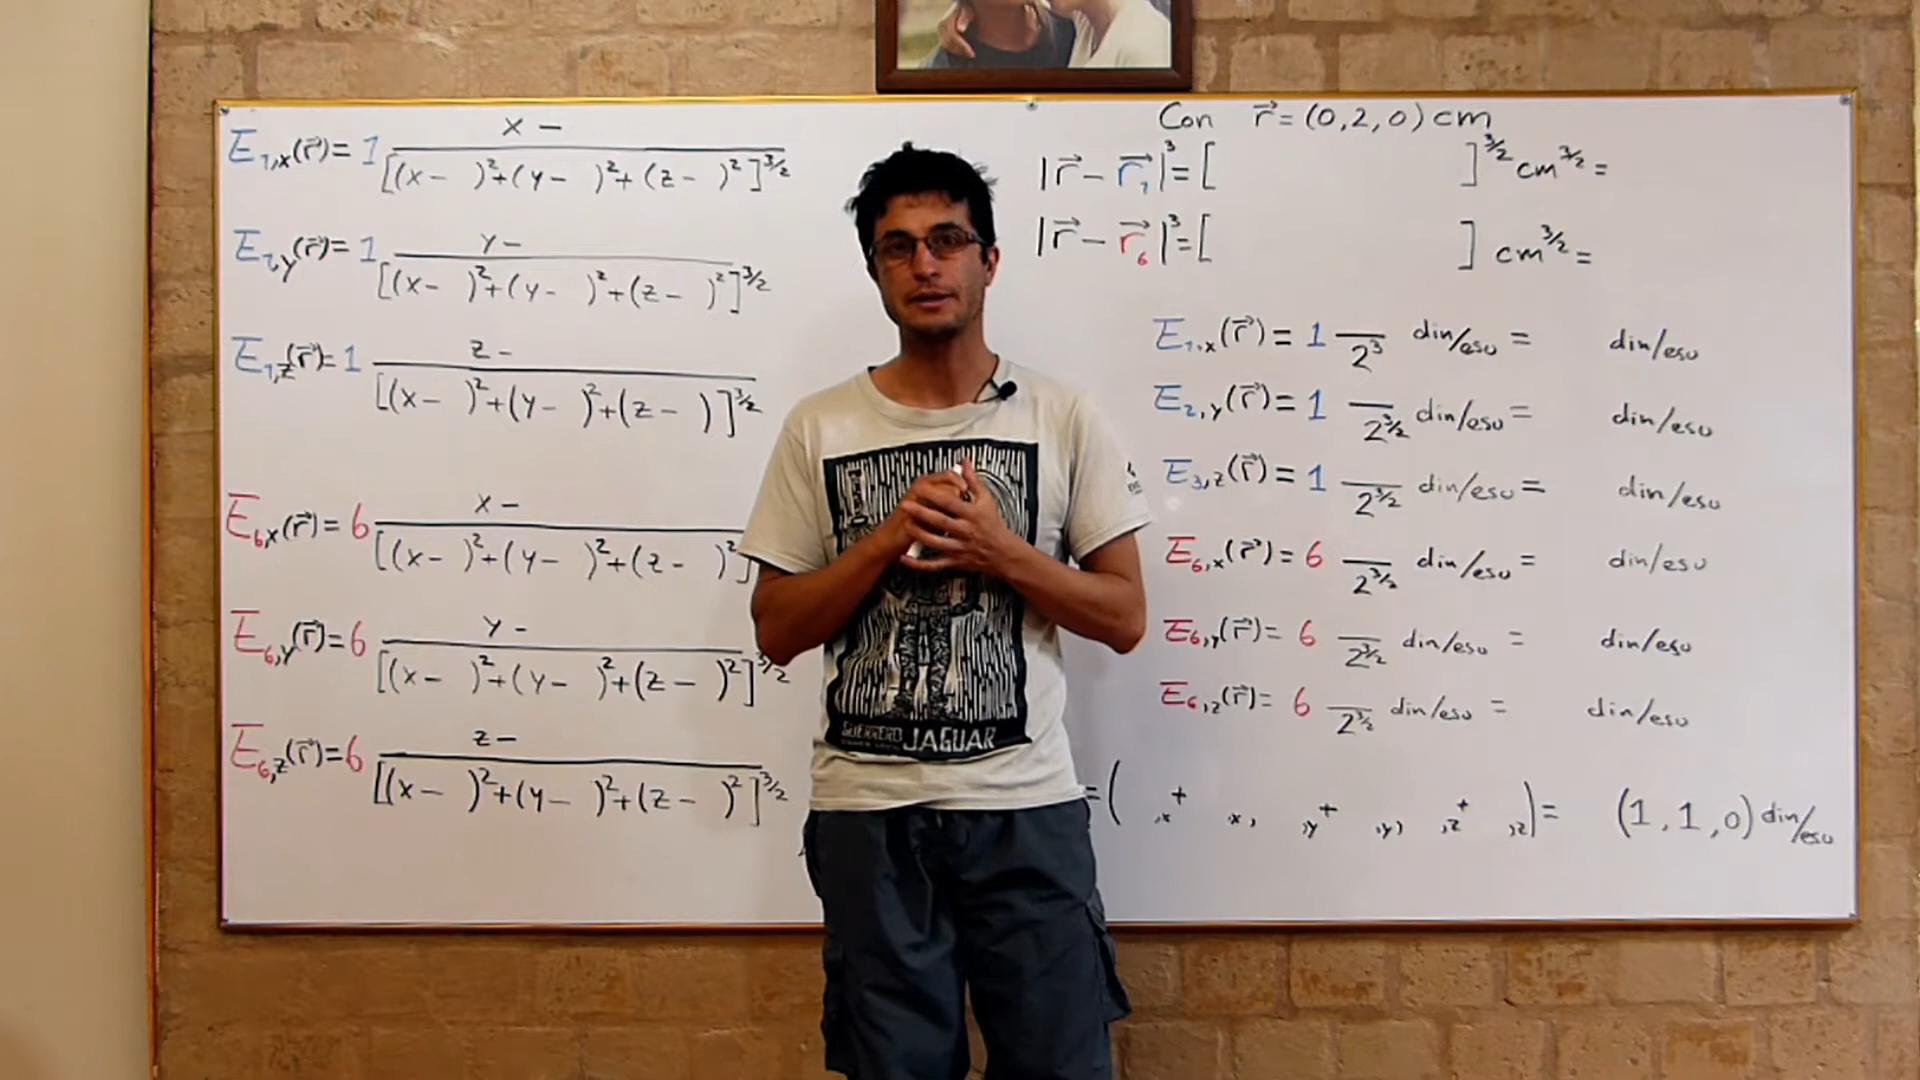 E₁,ₓ(r⃗)= 1 x − / [(x − )²+(y − )²+ (z − )²]^3/2
E₂,y(r⃗)= 1 y − / [(x − )²+(y − )²+(z − )²]^3/2
E₁,z(r⃗)= 1 z − / [(x − )²+(y − )²+(z − )]^3/2
E₆,ₓ(r⃗)= 6 x − / [(x − )²+(y − )²+(z − )²]
E₆,y(r⃗)= 6 y − / [(x − )²+(y − )²+(z − )²]^3/2
E₆,z(r⃗)= 6 z − / [(x − )²+(y − )²+(z − )²]^3/2
Con r⃗ = (0,2,0) cm
|r⃗ − r⃗₁|³= [ ]^3/2 cm^3/2 =
|r⃗ − r⃗₆|³= [ ] cm^3/2 =
E₁,ₓ(r⃗) = 1 / 2³ din/esu = din/esu
E₂,y(r⃗) = 1 / 2^3/2 din/esu = din/esu
E₃,z(r⃗) = 1 / 2^3/2 din/esu = din/esu
E₆,ₓ(r⃗) = 6 / 2^3/2 din/esu = din/esu
E₆,y(r⃗) = 6 / 2^3/2 din/esu = din/esu
E₆,z(r⃗) = 6 / 2^3/2 din/esu = din/esu
=( ,x + ,x, ,y + ,y) ,z + ,z) = (1,1,0) din/esu
GUERRERO
JAGUAR